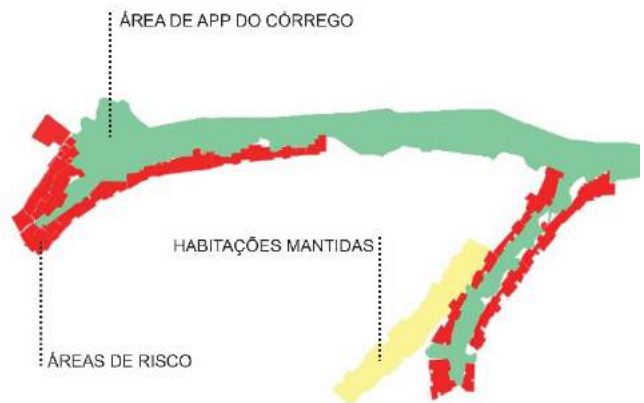 ÁREA DE APP DO CÓRREGO
HABITAÇÕES MANTIDAS
ÁREAS DE RISCO